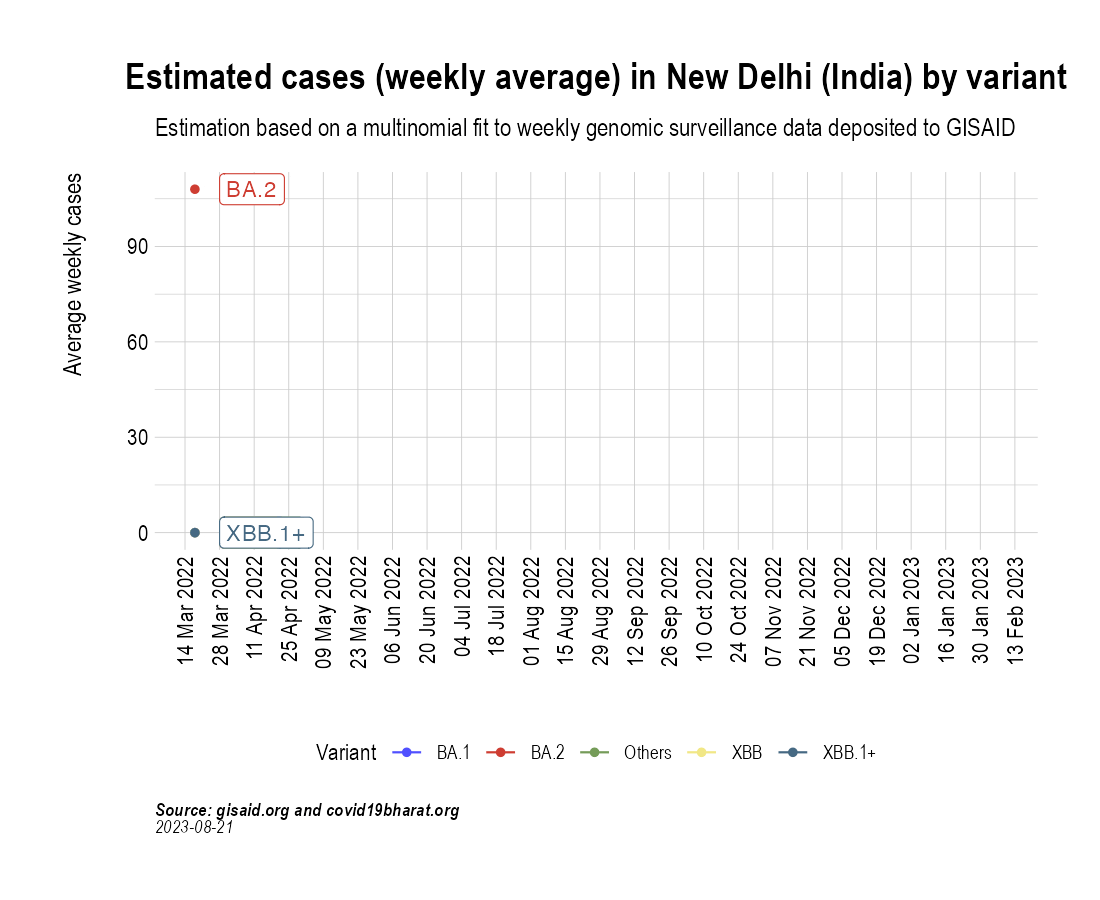 Estimated cases (weekly average) in New Delhi (India) by variant
Estimation based on a multinomial fit to weekly genomic surveillance data deposited to GISAID
Average weekly cases
90
60
30
0
BA.2
XBB.1+
14 Mar 2022
28 Mar 2022
11 Apr 2022
25 Apr 2022
09 May 2022
23 May 2022
06 Jun 2022
20 Jun 2022
04 Jul 2022
18 Jul 2022
01 Aug 2022
15 Aug 2022
29 Aug 2022
12 Sep 2022
26 Sep 2022
10 Oct 2022
24 Oct 2022
07 Nov 2022
21 Nov 2022
05 Dec 2022
19 Dec 2022
02 Jan 2023
16 Jan 2023
30 Jan 2023
13 Feb 2023
Variant BA.1 BA.2 Others XBB XBB.1+
Source: gisaid.org and covid19bharat.org
2023-08-21